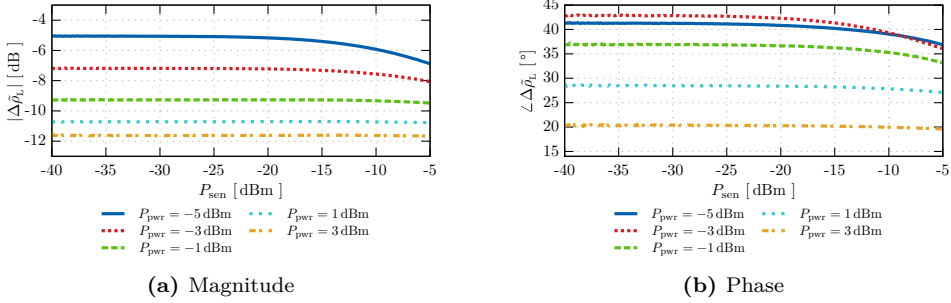 -4
-6
-8
-10
-12
|Δρ̃L| [ dB ]
-40 -35 -30 -25 -20 -15 -10 -5
Psen [ dBm ]
Ppwr = −5 dBm
Ppwr = −3 dBm
Ppwr = −1 dBm
Ppwr = 1 dBm
Ppwr = 3 dBm
(a) Magnitude
45
40
35
30
25
20
15
∠ Δρ̃L [ ° ]
-40 -35 -30 -25 -20 -15 -10 -5
Psen [ dBm ]
Ppwr = −5 dBm
Ppwr = −3 dBm
Ppwr = −1 dBm
Ppwr = 1 dBm
Ppwr = 3 dBm
(b) Phase